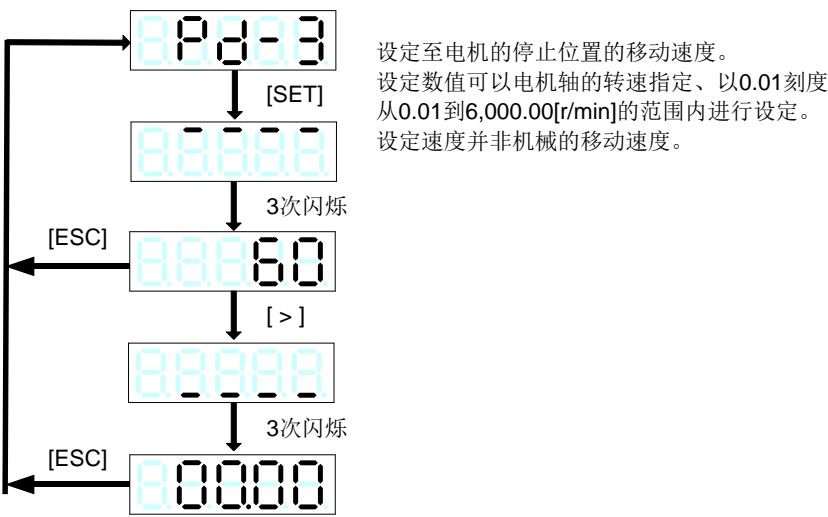 Pd-3
设定至电机的停止位置的移动速度。
设定数值可以电机轴的转速指定、以0.01刻度
从0.01到6,000.00[r/min]的范围内进行设定。
设定速度并非机械的移动速度。
[SET]
- - - -
3次闪烁
[ESC]
60
[ > ]
_ _ _ _
3次闪烁
[ESC]
00.00